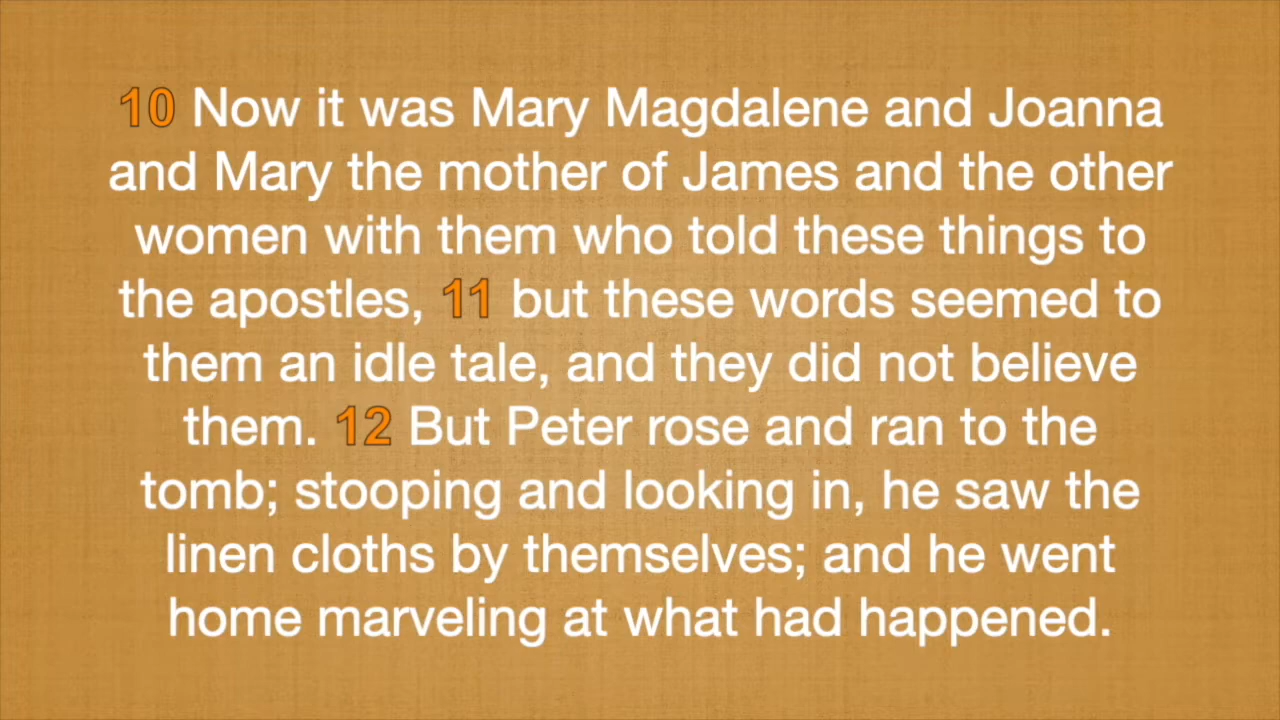 10 Now it was Mary Magdalene and Joanna
and Mary the mother of James and the other
women with them who told these things to
the apostles, 11 but these words seemed to
them an idle tale, and they did not believe
them. 12 But Peter rose and ran to the
tomb; stooping and looking in, he saw the
linen cloths by themselves; and he went
home marveling at what had happened.